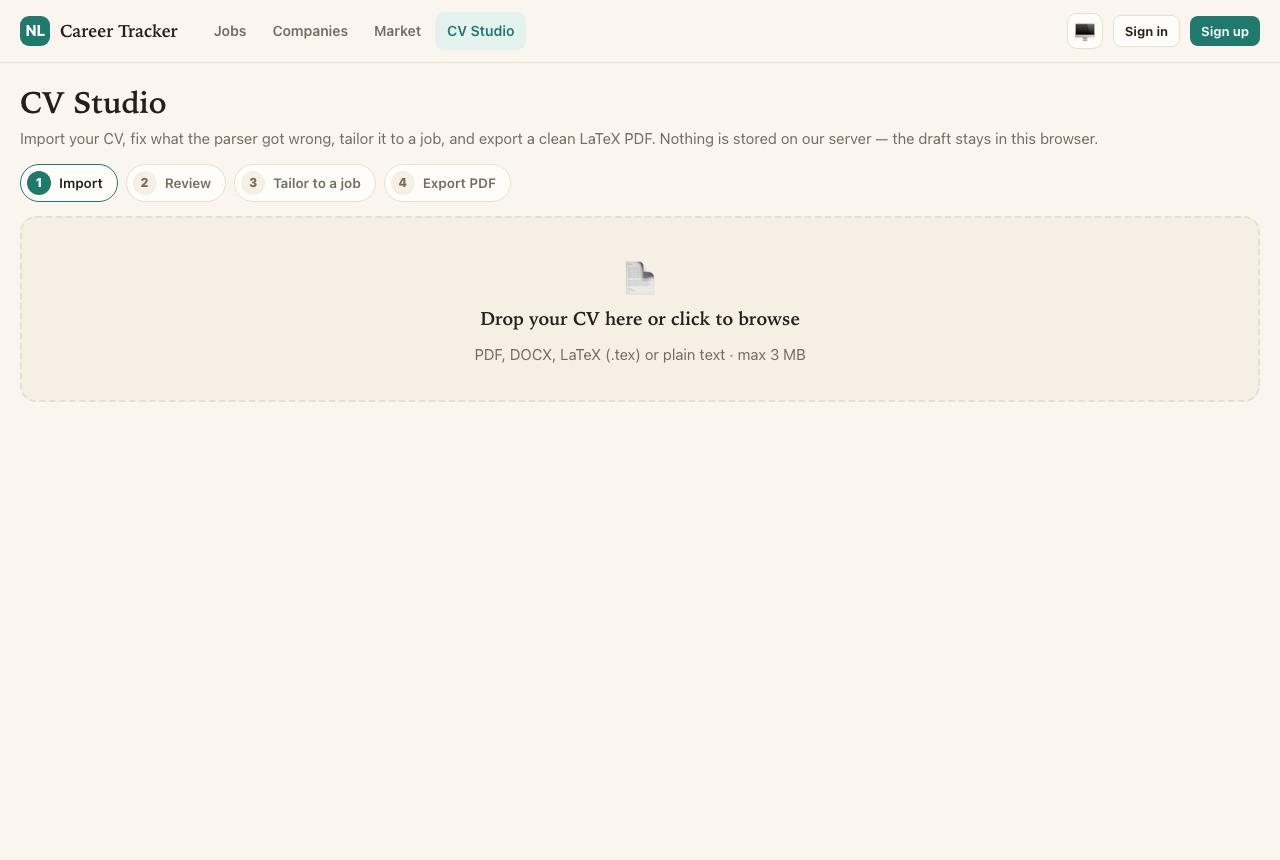 NL Career Tracker Jobs Companies Market CV Studio Sign in Sign up
CV Studio
Import your CV, fix what the parser got wrong, tailor it to a job, and export a clean LaTeX PDF. Nothing is stored on our server — the draft stays in this browser.
1 Import 2 Review 3 Tailor to a job 4 Export PDF
Drop your CV here or click to browse
PDF, DOCX, LaTeX (.tex) or plain text · max 3 MB